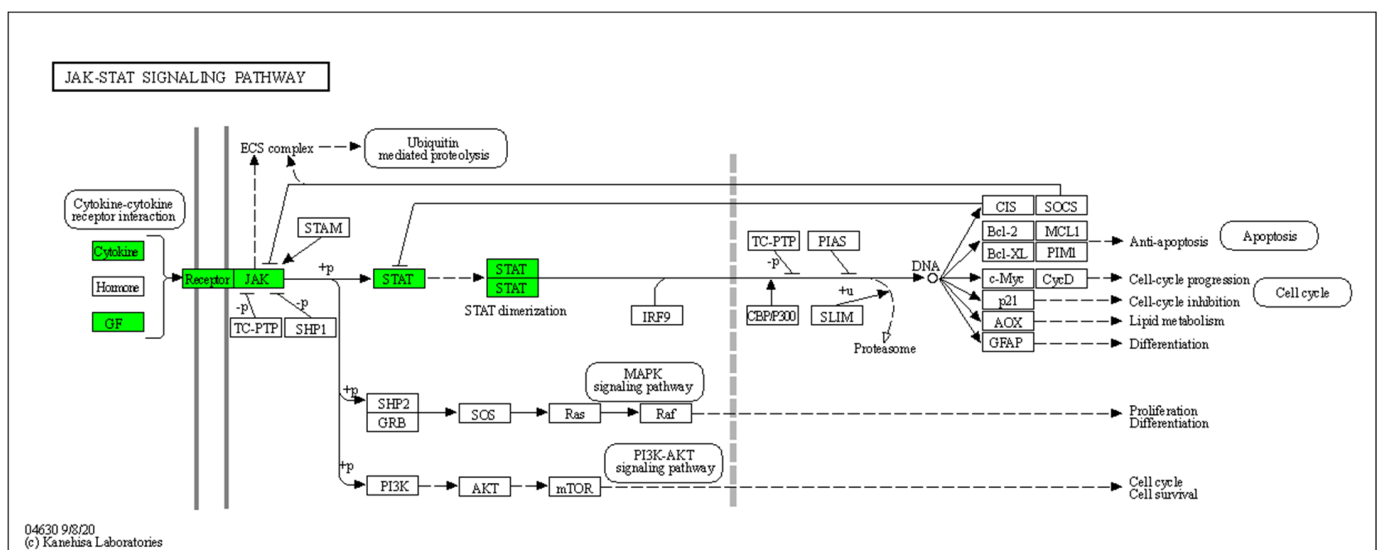 JAK-STAT SIGNALING PATHWAY
ECS complex
Ubiquitin
mediated proteolysis
Cytokine-cytokine
receptor interaction
Cytokine
Hormone
GF
Receptor
JAK
STAM
+p
-p
-p
TC-PTP
SHP1
STAT
STAT
STAT
STAT dimerization
IRF9
TC-PTP
PIAS
-p
+u
CBP/P300
SLIM
Proteasome
DNA
CIS
SOCS
Bcl-2
MCL1
Bcl-XL
PIM1
Anti-apoptosis
Apoptosis
c-Myc
CycD
Cell-cycle progression
p21
Cell-cycle inhibition
Cell cycle
AOX
Lipid metabolism
GFAP
Differentiation
+p
SHP2
GRB
SOS
Ras
Raf
MAPK
signaling pathway
Proliferation
Differentiation
+p
PI3K
AKT
mTOR
PI3K-AKT
signaling pathway
Cell cycle
Cell survival
04630 9/8/20
(c) Kanehisa Laboratories